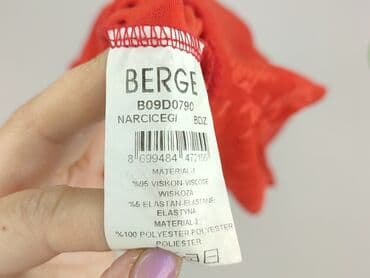 BERGE
B09D0790
NARCICEGI BDZ
8 699484
MATERIAL-1
%95 VISKON-VISCOSE
WISKOZA
%5 ELASTAN-ELASTANE
ELASTYNA
MATERIAL-2
%100 POLYESTER-POLYESTER
POLIESTER